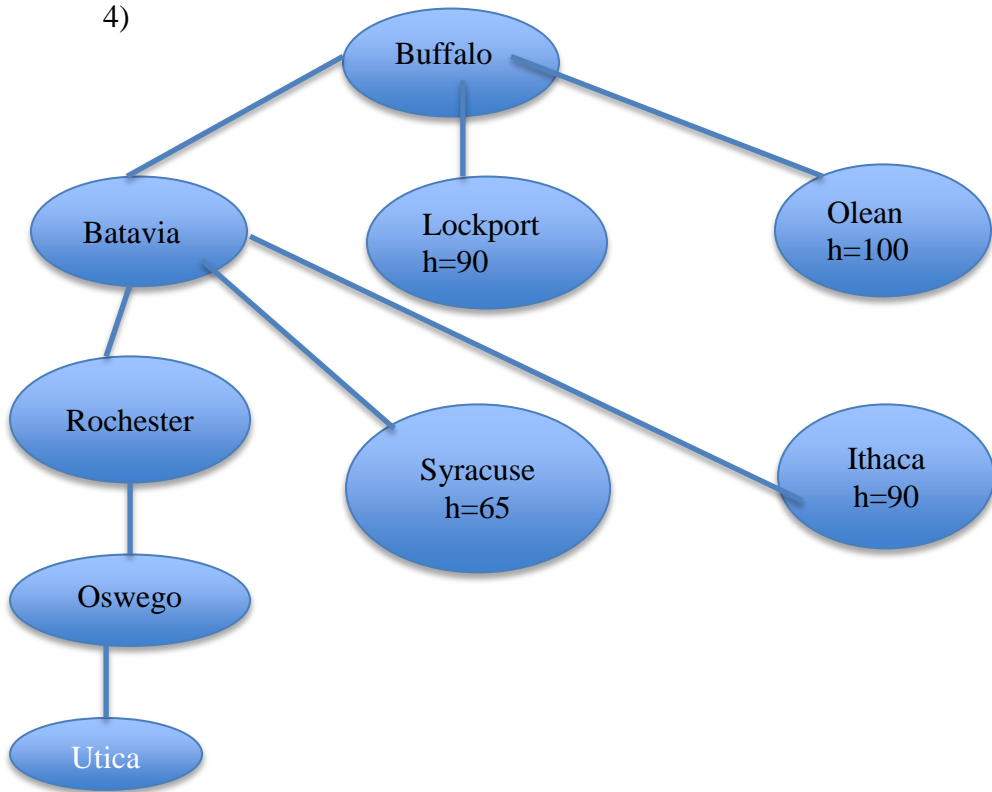 4)
Buffalo
Batavia
Lockport
h=90
Olean
h=100
Rochester
Syracuse
h=65
Ithaca
h=90
Oswego
Utica